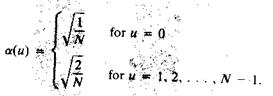 α(u) = { √(1/N) for u = 0
√(2/N) for u = 1, 2, . . . , N − 1.